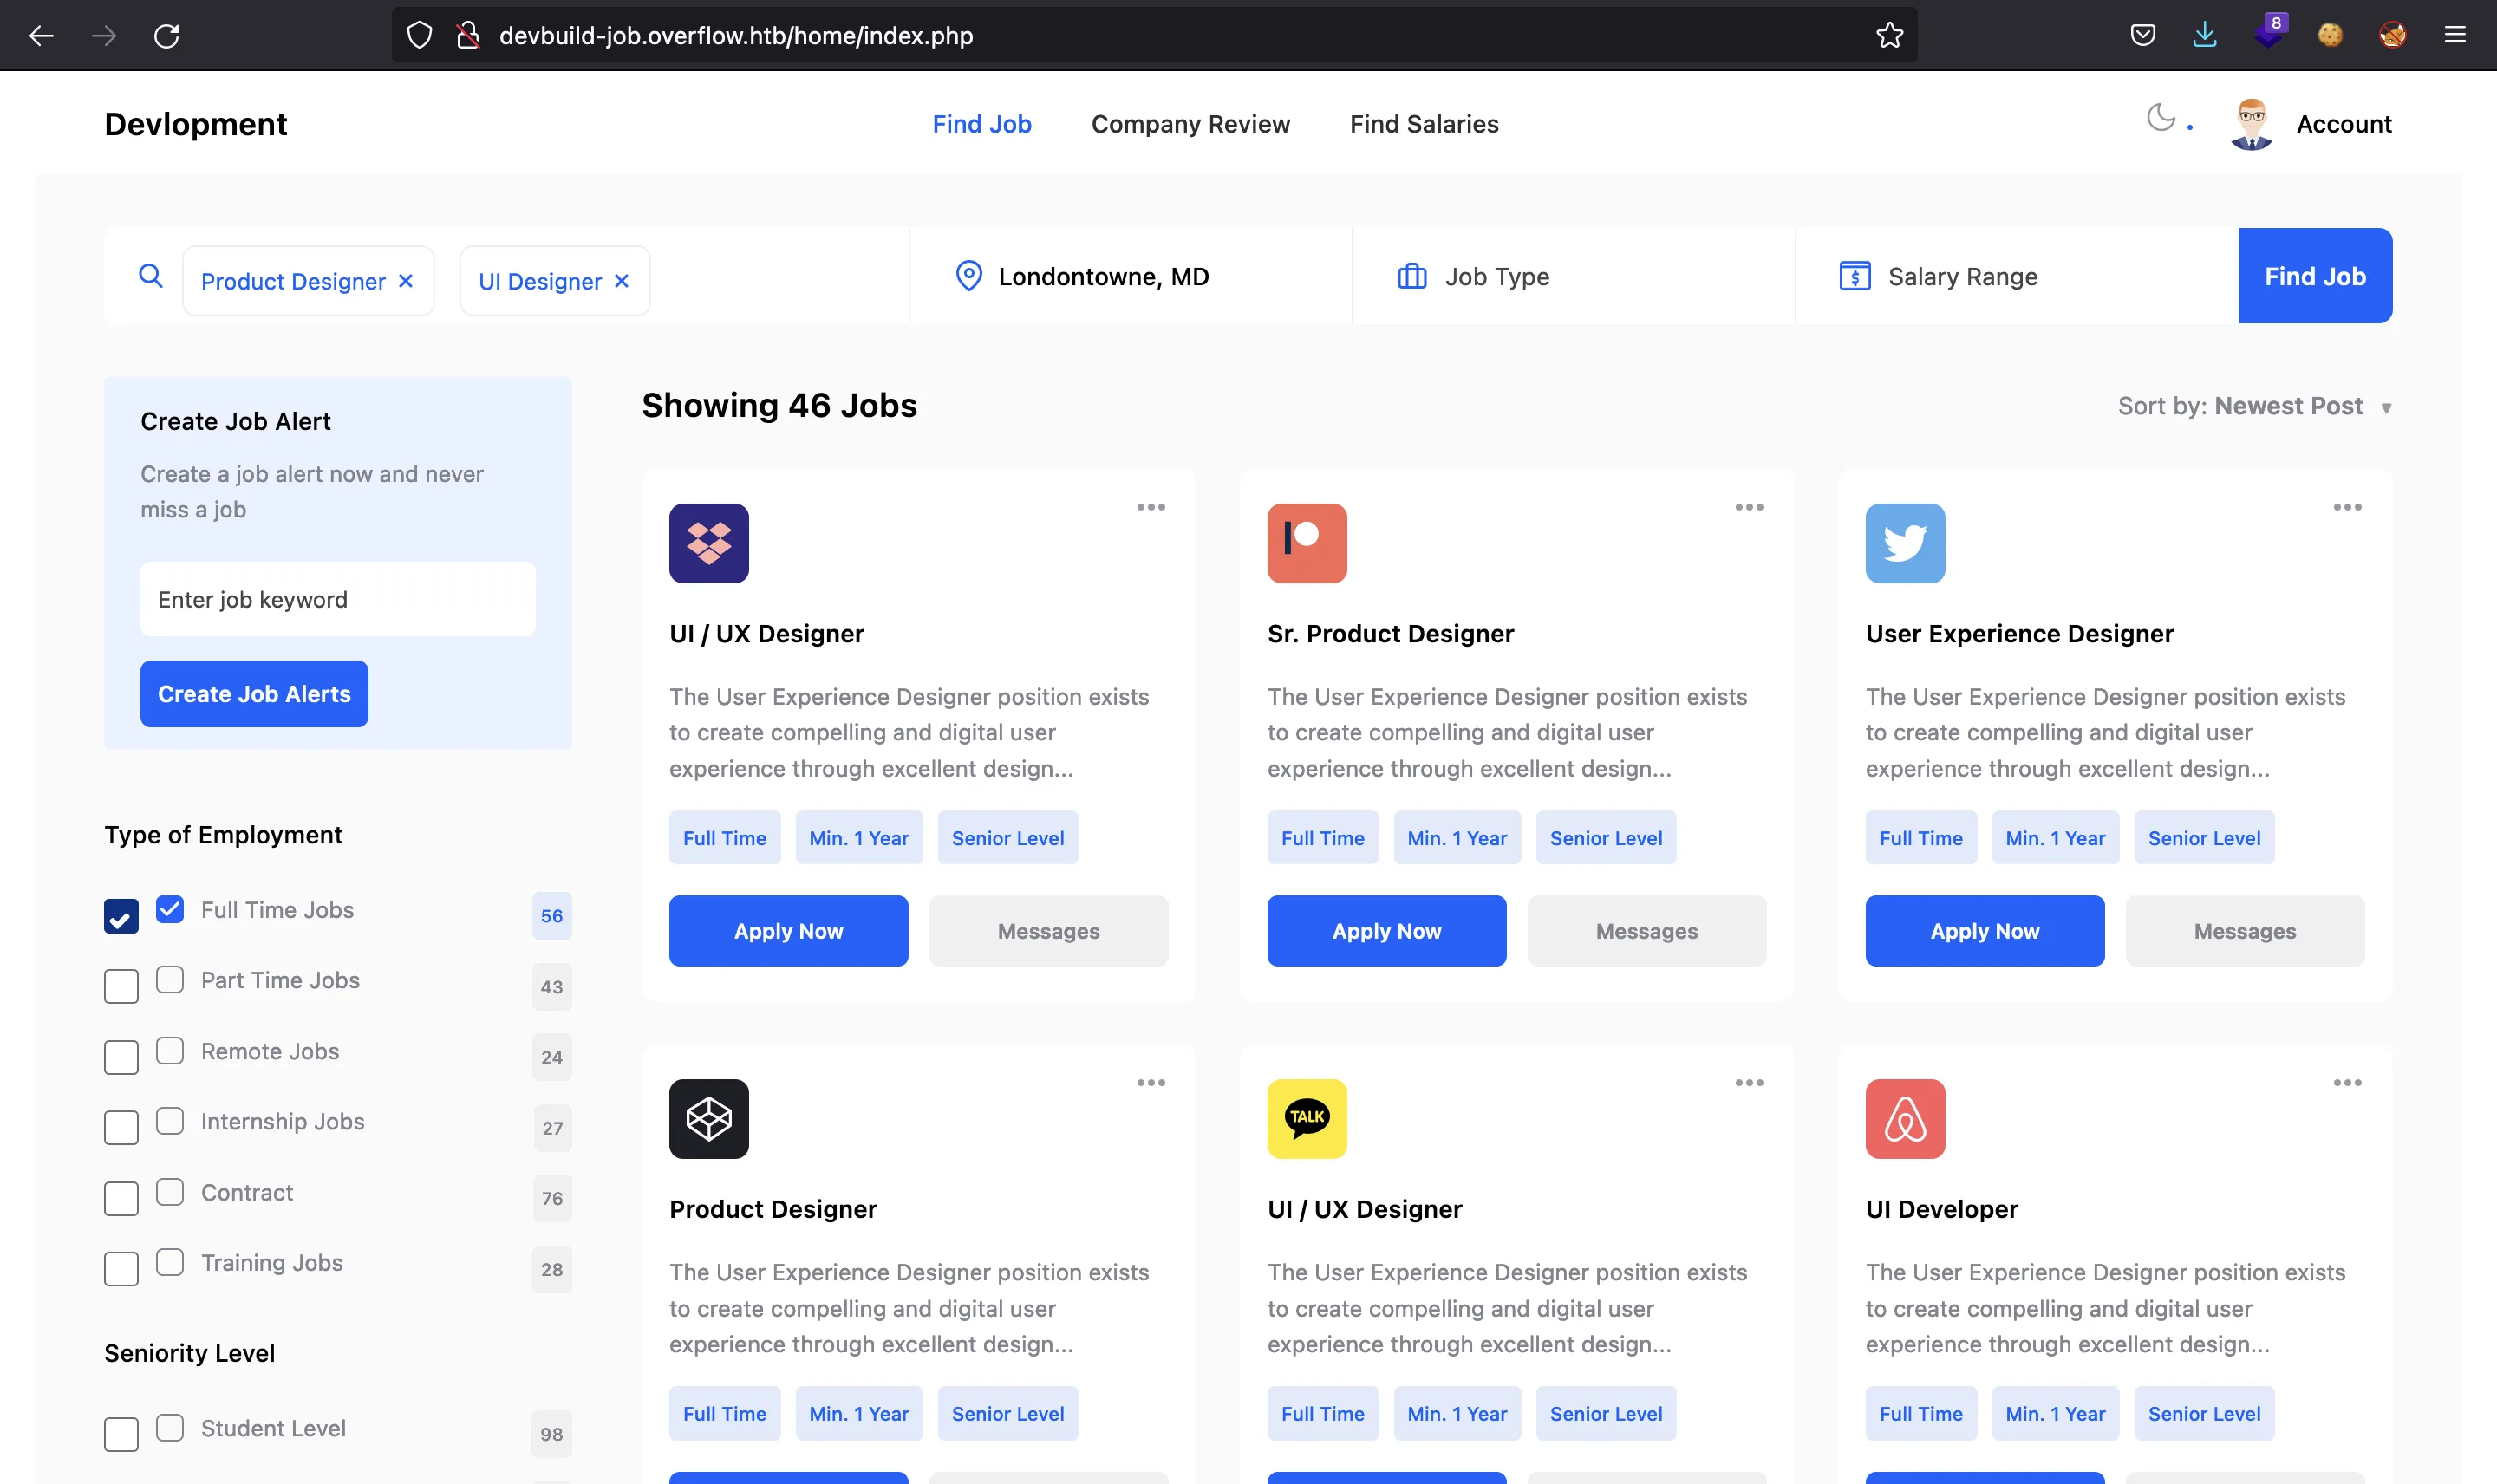 devbuild-job.overflow.htb/home/index.php
8
Devlopment
Find Job
Company Review
Find Salaries
Account
Product Designer ×
UI Designer ×
Londontowne, MD
Job Type
Salary Range
Find Job
Create Job Alert
Create a job alert now and never
miss a job
Enter job keyword
Create Job Alerts
Type of Employment
Full Time Jobs 56
Part Time Jobs 43
Remote Jobs 24
Internship Jobs 27
Contract 76
Training Jobs 28
Seniority Level
Student Level 98
Showing 46 Jobs
Sort by: Newest Post ▾
UI / UX Designer
The User Experience Designer position exists
to create compelling and digital user
experience through excellent design...
Full Time
Min. 1 Year
Senior Level
Apply Now
Messages
Sr. Product Designer
The User Experience Designer position exists
to create compelling and digital user
experience through excellent design...
Full Time
Min. 1 Year
Senior Level
Apply Now
Messages
User Experience Designer
The User Experience Designer position exists
to create compelling and digital user
experience through excellent design...
Full Time
Min. 1 Year
Senior Level
Apply Now
Messages
Product Designer
The User Experience Designer position exists
to create compelling and digital user
experience through excellent design...
Full Time
Min. 1 Year
Senior Level
TALK
UI / UX Designer
The User Experience Designer position exists
to create compelling and digital user
experience through excellent design...
Full Time
Min. 1 Year
Senior Level
UI Developer
The User Experience Designer position exists
to create compelling and digital user
experience through excellent design...
Full Time
Min. 1 Year
Senior Level